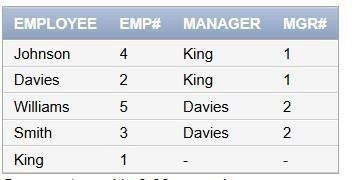 EMPLOYEE EMP# MANAGER MGR#
Johnson 4 King 1
Davies 2 King 1
Williams 5 Davies 2
Smith 3 Davies 2
King 1 - -